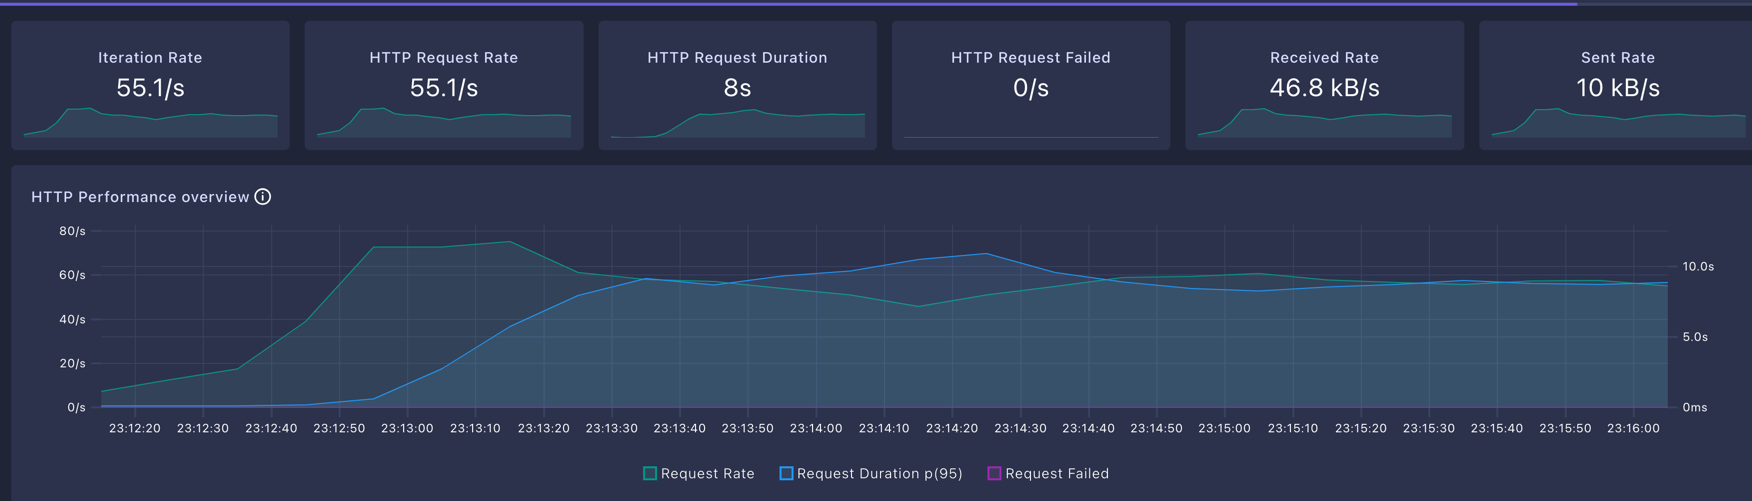 Iteration Rate
55.1/s
HTTP Request Rate
55.1/s
HTTP Request Duration
8s
HTTP Request Failed
0/s
Received Rate
46.8 kB/s
Sent Rate
10 kB/s
HTTP Performance overview
80/s
60/s
40/s
20/s
0/s
10.0s
5.0s
0ms
23:12:20 23:12:30 23:12:40 23:12:50 23:13:00 23:13:10 23:13:20 23:13:30 23:13:40 23:13:50 23:14:00 23:14:10 23:14:20 23:14:30 23:14:40 23:14:50 23:15:00 23:15:10 23:15:20 23:15:30 23:15:40 23:15:50 23:16:00
Request Rate Request Duration p(95) Request Failed